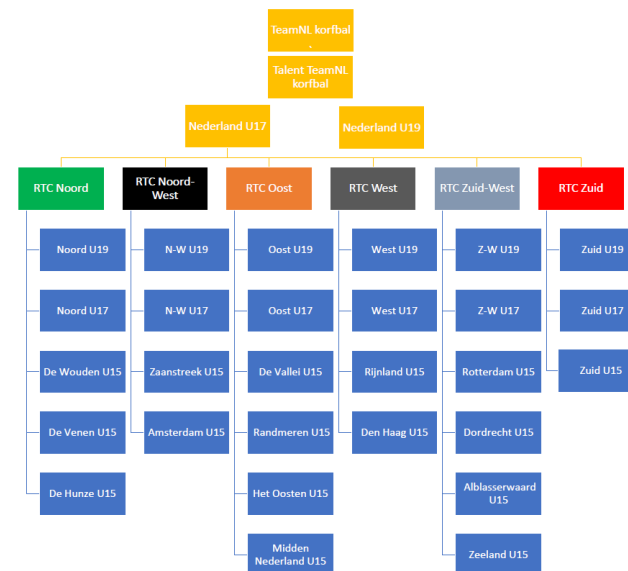 TeamNL korfbal
.
Talent TeamNL
korfbal
Nederland U17
Nederland U19
RTC Noord
RTC Noord-
West
RTC Oost
RTC West
RTC Zuid-West
RTC Zuid
Noord U19
N-W U19
Oost U19
West U19
Z-W U19
Zuid U19
Noord U17
N-W U17
Oost U17
West U17
Z-W U17
Zuid U17
De Wouden U15
Zaanstreek U15
De Vallei U15
Rijnland U15
Rotterdam U15
Zuid U15
De Venen U15
Amsterdam U15
Randmeren U15
Den Haag U15
Dordrecht U15
De Hunze U15
Het Oosten U15
Alblasserwaard
U15
Midden
Nederland U15
Zeeland U15